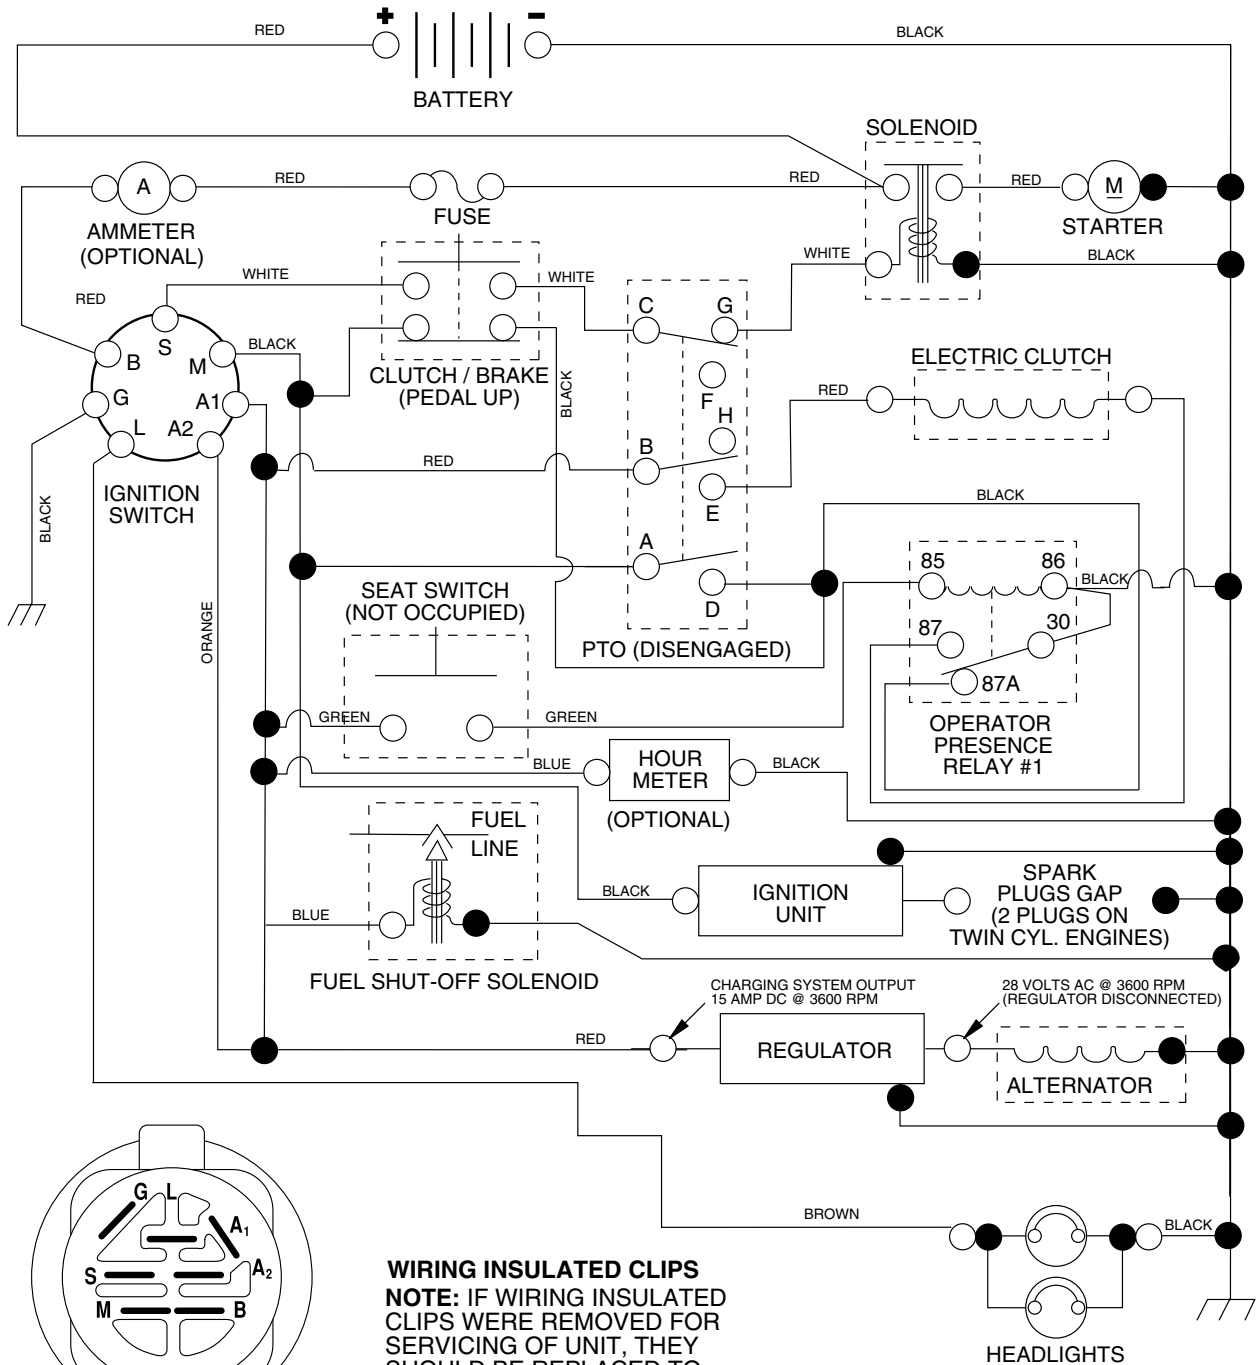 + −
RED
BLACK
BATTERY
SOLENOID
A
RED
RED
RED
M
AMMETER
(OPTIONAL)
FUSE
STARTER
WHITE
WHITE
WHITE
BLACK
RED
S
B
M
BLACK
G
A1
L
A2
IGNITION
SWITCH
CLUTCH / BRAKE
(PEDAL UP)
BLACK
C
G
F
H
B
E
A
D
PTO (DISENGAGED)
ELECTRIC CLUTCH
RED
RED
BLACK
BLACK
ORANGE
SEAT SWITCH
(NOT OCCUPIED)
85
86
BLACK
87
30
87A
OPERATOR
PRESENCE
RELAY #1
GREEN
GREEN
BLUE
HOUR
METER
BLACK
(OPTIONAL)
FUEL
LINE
BLUE
FUEL SHUT-OFF SOLENOID
BLACK
IGNITION
UNIT
SPARK
PLUGS GAP
(2 PLUGS ON
TWIN CYL. ENGINES)
CHARGING SYSTEM OUTPUT
15 AMP DC @ 3600 RPM
28 VOLTS AC @ 3600 RPM
(REGULATOR DISCONNECTED)
RED
REGULATOR
ALTERNATOR
G L
A1
S
A2
M
B
BROWN
BLACK
HEADLIGHTS
WIRING INSULATED CLIPS
NOTE: IF WIRING INSULATED
CLIPS WERE REMOVED FOR
SERVICING OF UNIT, THEY
SHOULD BE REPLACED TO